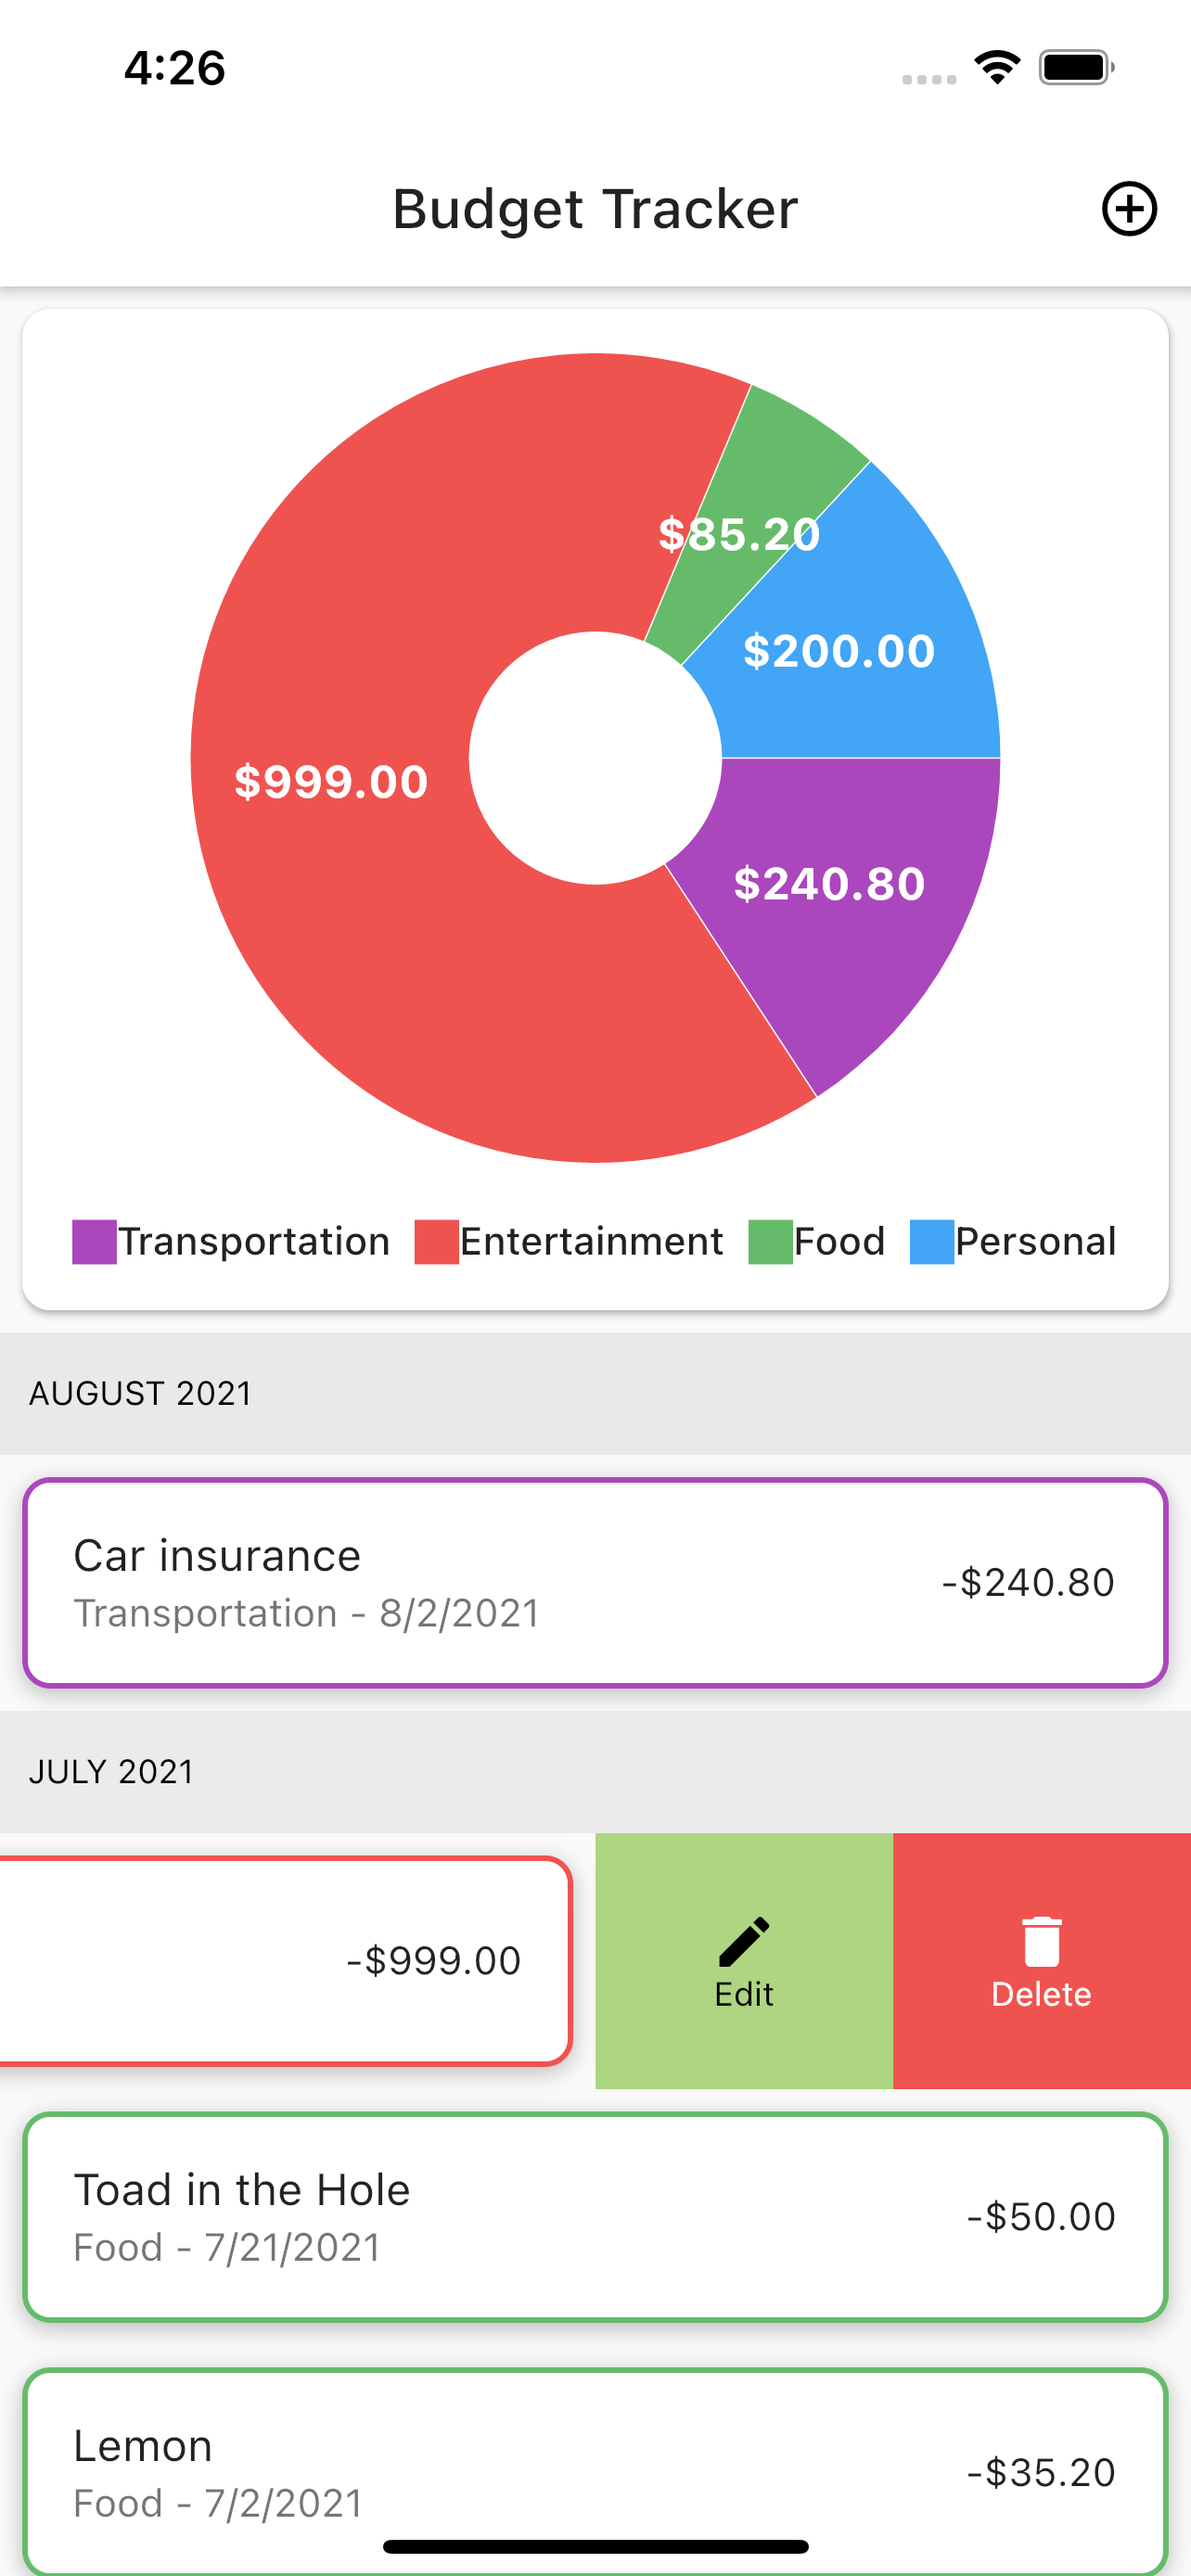 4:26
Budget Tracker
$85.20
$200.00
$999.00
$240.80
Transportation Entertainment Food Personal
AUGUST 2021
Car insurance
-$240.80
Transportation - 8/2/2021
JULY 2021
-$999.00
Edit
Delete
Toad in the Hole
-$50.00
Food - 7/21/2021
Lemon
-$35.20
Food - 7/2/2021